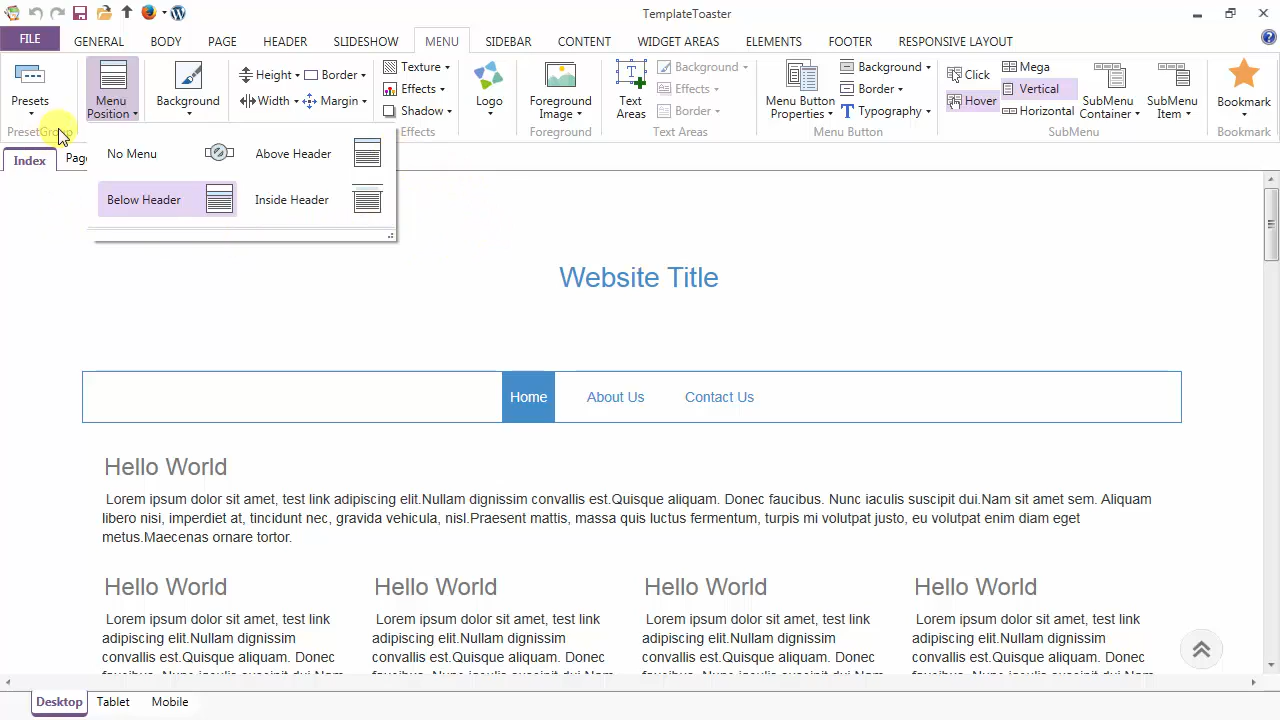 TemplateToaster
FILE GENERAL BODY PAGE HEADER SLIDESHOW MENU SIDEBAR CONTENT WIDGET AREAS ELEMENTS FOOTER RESPONSIVE LAYOUT
Presets
PresetGroup
Menu
Position
Background
Height Border
Width Margin
Texture
Effects
Shadow
Effects
Logo
Foreground
Image
Foreground
Text
Areas
Background
Effects
Border
Text Areas
Menu Button
Properties
Background
Border
Typography
Menu Button
Click
Hover
Mega
Vertical
Horizontal
SubMenu
Container
SubMenu
Item
SubMenu
Bookmark
Bookmark
Index
No Menu Above Header
Below Header Inside Header
Website Title
Home About Us Contact Us
Hello World
Lorem ipsum dolor sit amet, test link adipiscing elit.Nullam dignissim convallis est.Quisque aliquam. Donec faucibus. Nunc iaculis suscipit dui.Nam sit amet sem. Aliquam
libero nisi, imperdiet at, tincidunt nec, gravida vehicula, nisl.Praesent mattis, massa quis luctus fermentum, turpis mi volutpat justo, eu volutpat enim diam eget
metus.Maecenas ornare tortor.
Hello World
Lorem ipsum dolor sit amet, test link
adipiscing elit.Nullam dignissim
convallis est.Quisque aliquam. Donec
Hello World
Lorem ipsum dolor sit amet, test link
adipiscing elit.Nullam dignissim
convallis est.Quisque aliquam. Donec
Hello World
Lorem ipsum dolor sit amet, test link
adipiscing elit.Nullam dignissim
convallis est.Quisque aliquam. Donec
Hello World
Lorem ipsum dolor sit amet, test link
adipiscing elit.Nullam dignissim
convallis est.Quisque aliquam. Donec
Desktop Tablet Mobile